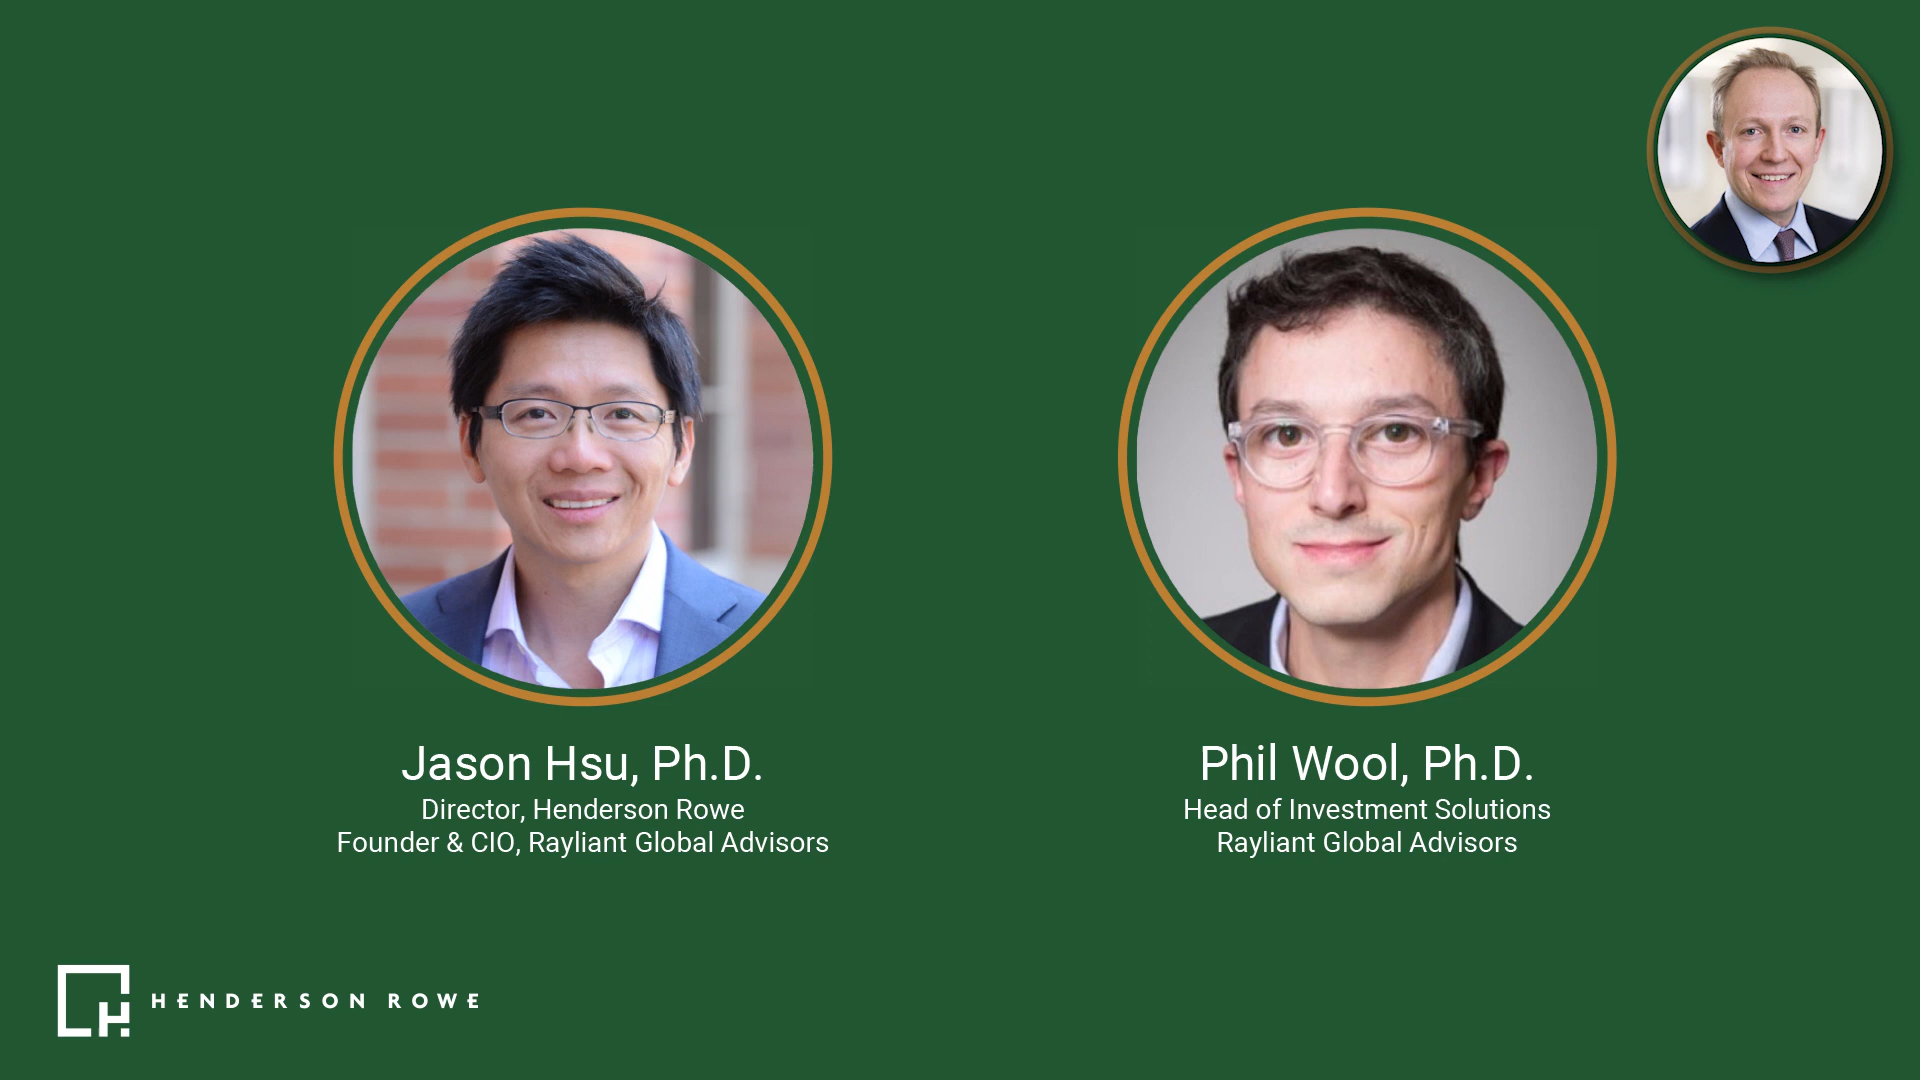 Jason Hsu, Ph.D.
Director, Henderson Rowe
Founder & CIO, Rayliant Global Advisors
Phil Wool, Ph.D.
Head of Investment Solutions
Rayliant Global Advisors
HENDERSON ROWE